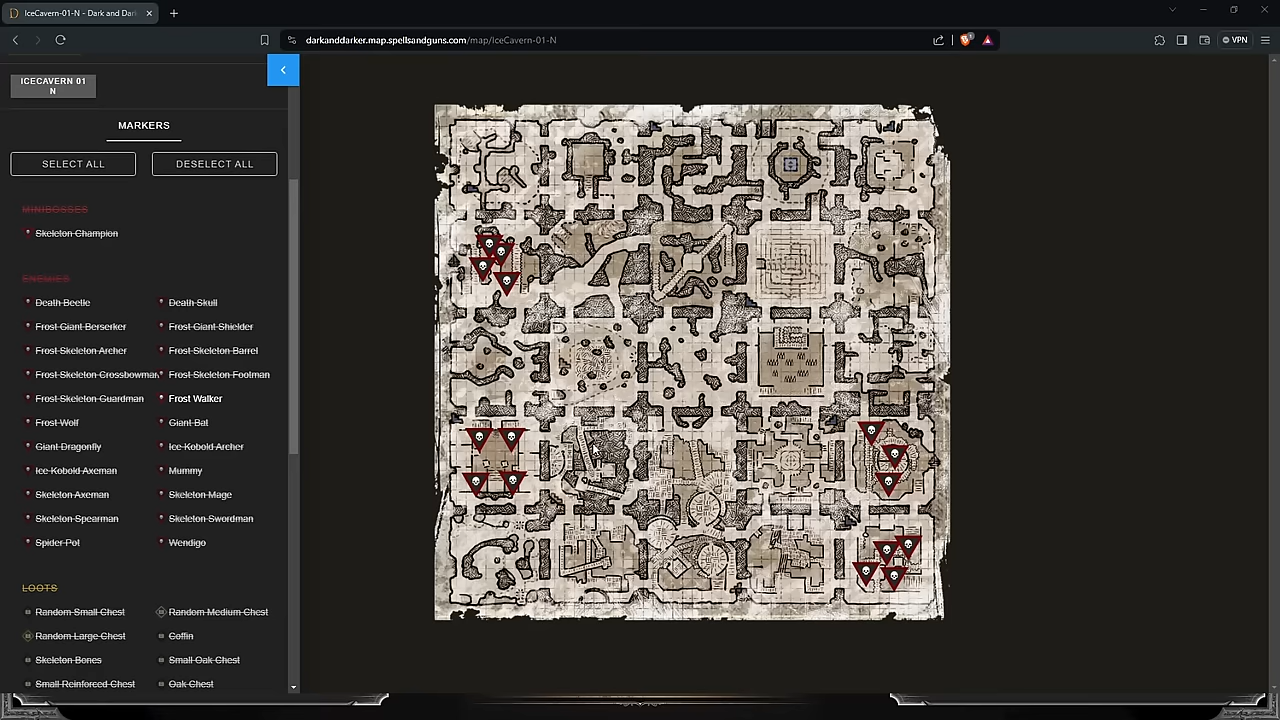 IceCavern-01-N - Dark and Dar
darkanddarker.map.spellsandguns.com/map/IceCavern-01-N
VPN
ICECAVERN 01
N
MARKERS
SELECT ALL
DESELECT ALL
MINIBOSSES
Skeleton Champion
ENEMIES
Death Beetle
Death Skull
Frost Giant Berserker
Frost Giant Shielder
Frost Skeleton Archer
Frost Skeleton Barrel
Frost Skeleton Crossbowman
Frost Skeleton Footman
Frost Skeleton Guardman
Frost Walker
Frost Wolf
Giant Bat
Giant Dragonfly
Ice Kobold Archer
Ice Kobold Axeman
Mummy
Skeleton Axeman
Skeleton Mage
Skeleton Spearman
Skeleton Swordman
Spider Pot
Wendigo
LOOTS
Random Small Chest
Random Medium Chest
Random Large Chest
Coffin
Skeleton Bones
Small Oak Chest
Small Reinforced Chest
Oak Chest